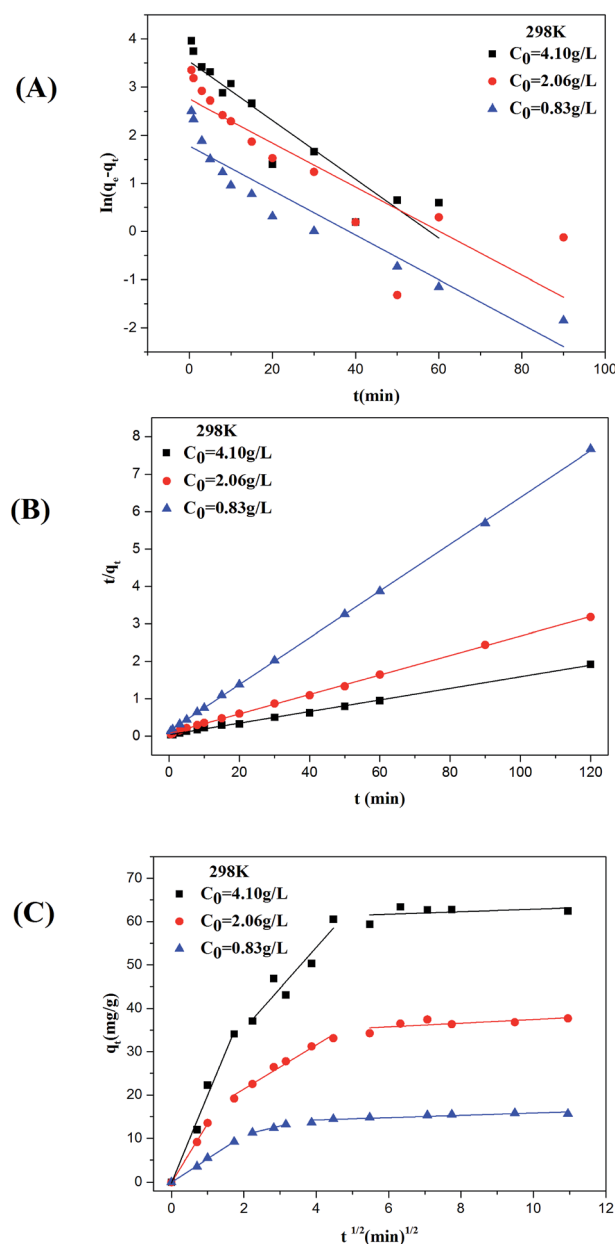 (A)
298K
C0=4.10g/L
C0=2.06g/L
C0=0.83g/L
4
3
2
1
0
-1
-2
In(qe-qt)
0 20 40 60 80 100
t(min)
(B)
298K
C0=4.10g/L
C0=2.06g/L
C0=0.83g/L
8
7
6
5
4
3
2
1
0
t/qt
0 20 40 60 80 100 120
t (min)
(C)
298K
C0=4.10g/L
C0=2.06g/L
C0=0.83g/L
70
60
50
40
30
20
10
0
qt(mg/g)
0 2 4 6 8 10 12
t 1/2(min)1/2